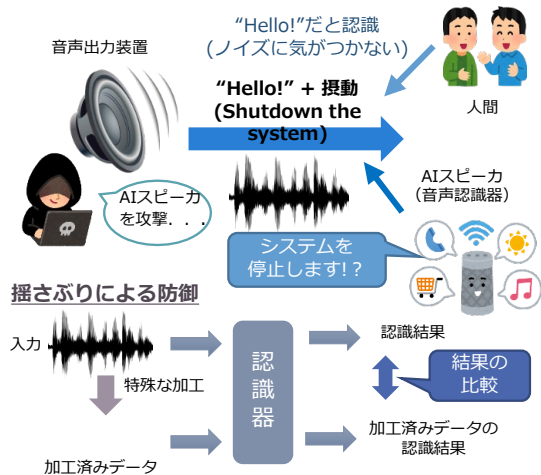 音声出力装置
“Hello!”だと認識
(ノイズに気がつかない)
“Hello!” + 摂動
(Shutdown the
system)
人間
AIスピーカ
を攻撃．．．
AIスピーカ
(音声認識器)
システムを
停止します!？
揺さぶりによる防御
入力
特殊な加工
加工済みデータ
認識器
認識結果
結果の
比較
加工済みデータの
認識結果